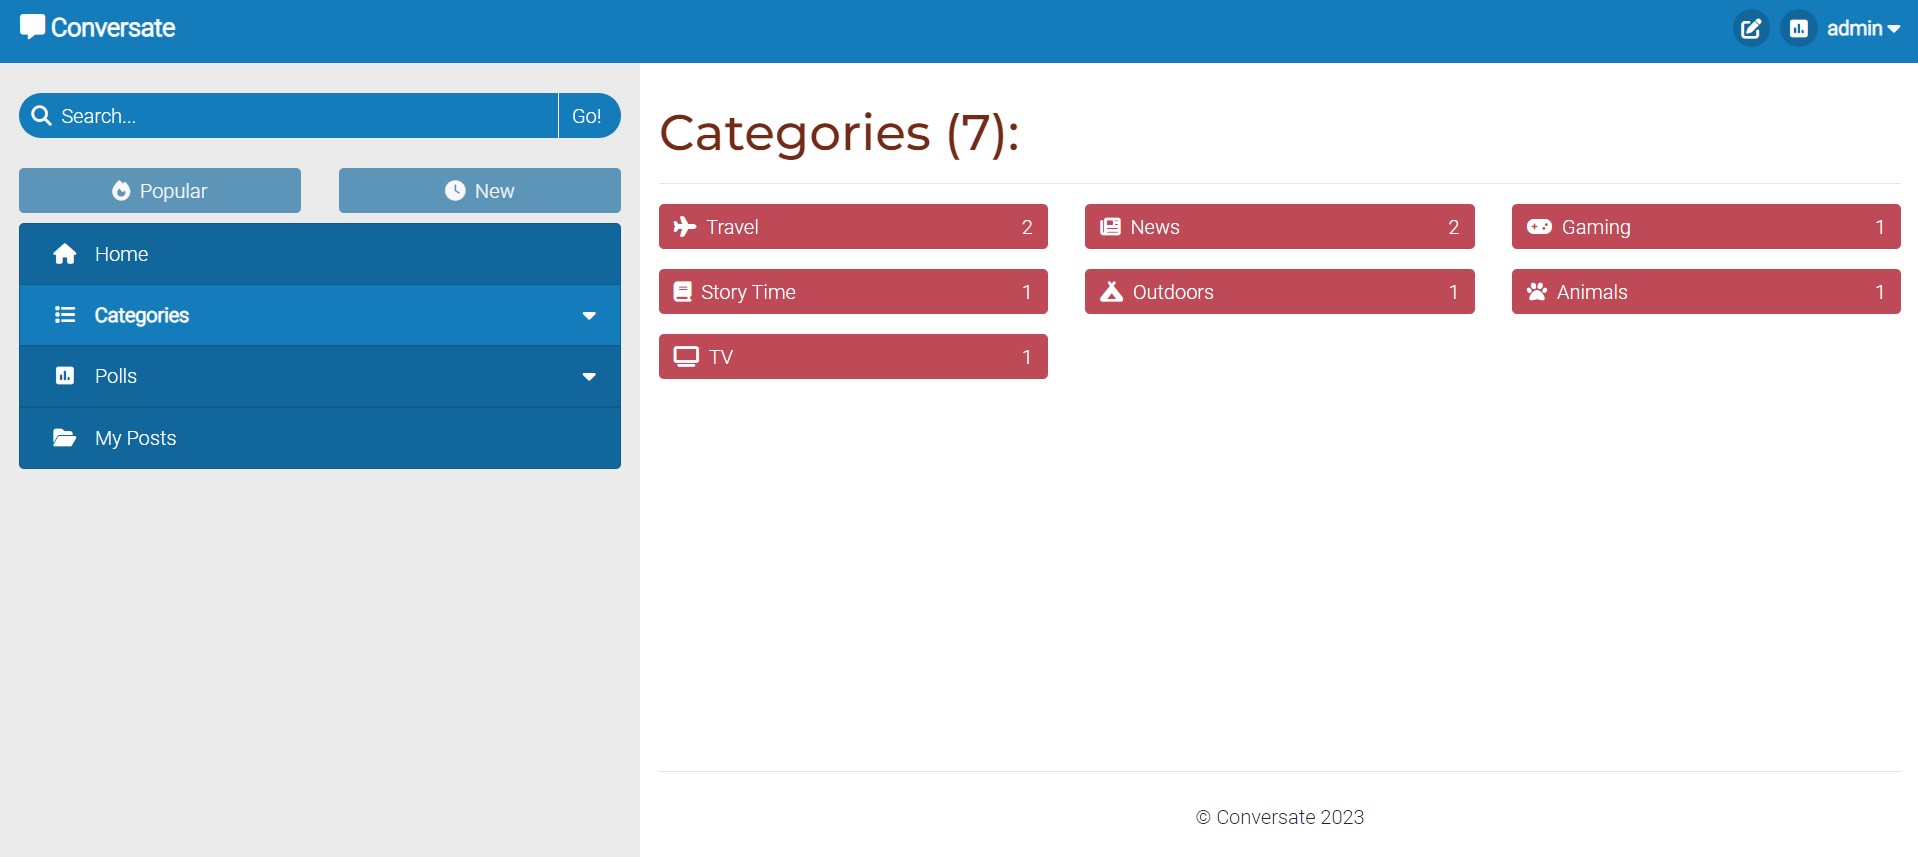 Conversate
admin
Search...
Go!
Popular
New
Home
Categories
Polls
My Posts
Categories (7):
Travel 2
News 2
Gaming 1
Story Time 1
Outdoors 1
Animals 1
TV 1
© Conversate 2023